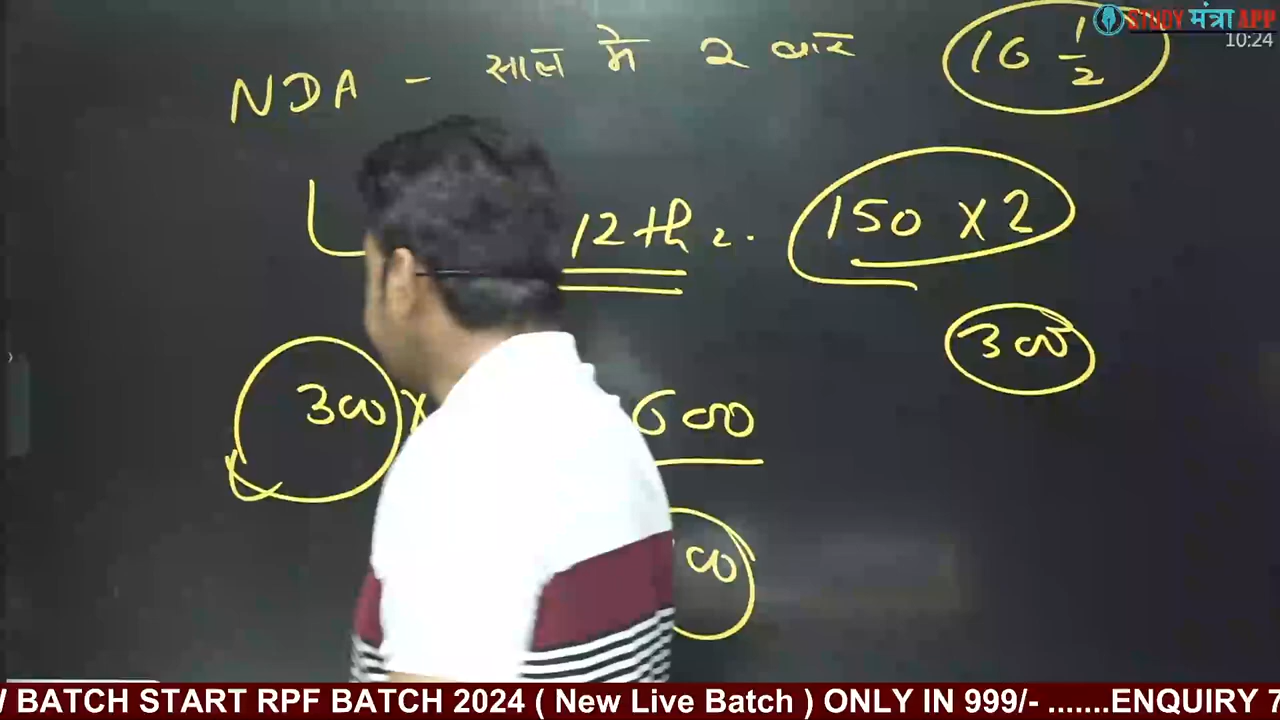 STUDY मंत्रा APP
10:24
NDA - साल मे 2 बार
16 1/2
12th
150 x 2
300
300 x
600
BATCH START RPF BATCH 2024 ( New Live Batch ) ONLY IN 999/- .......ENQUIRY 7